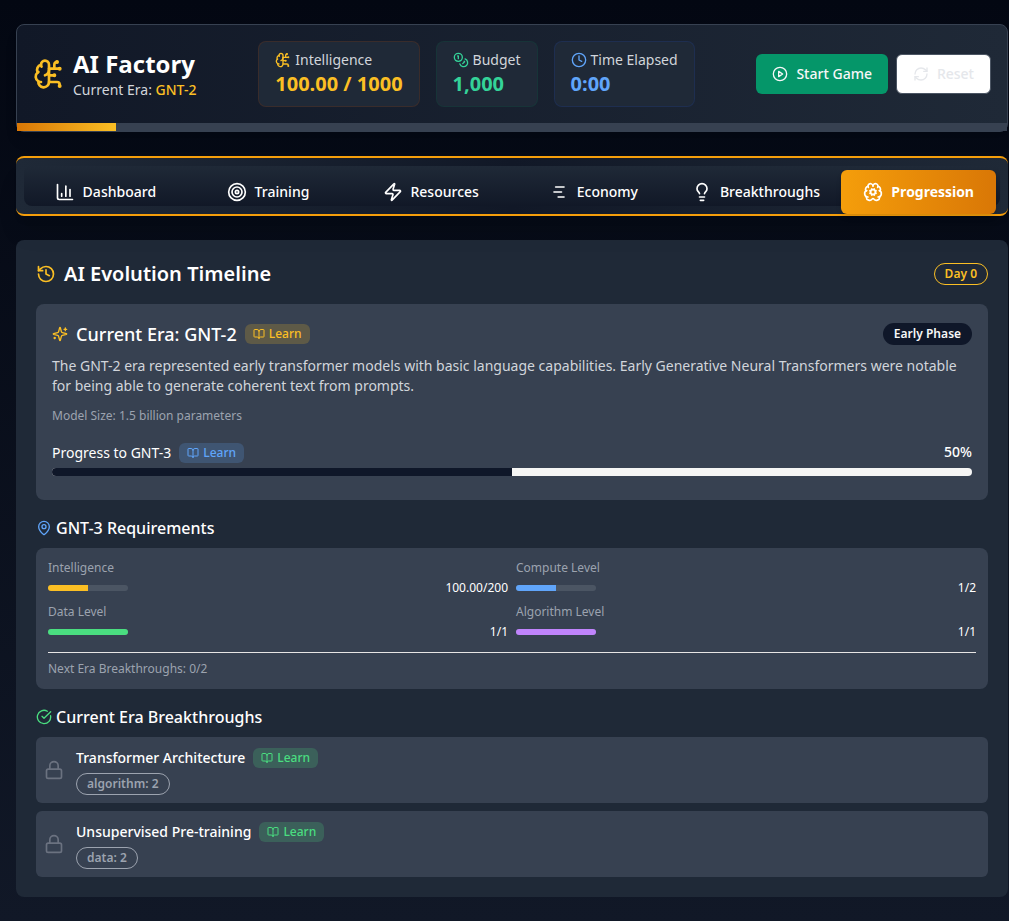 AI Factory
Current Era: GNT-2
Intelligence
100.00 / 1000
Budget
1,000
Time Elapsed
0:00
Start Game
Reset
Dashboard
Training
Resources
Economy
Breakthroughs
Progression
AI Evolution Timeline
Day 0
Current Era: GNT-2
Learn
Early Phase
The GNT-2 era represented early transformer models with basic language capabilities. Early Generative Neural Transformers were notable
for being able to generate coherent text from prompts.
Model Size: 1.5 billion parameters
Progress to GNT-3
Learn
50%
GNT-3 Requirements
Intelligence
100.00/200
Compute Level
1/2
Data Level
1/1
Algorithm Level
1/1
Next Era Breakthroughs: 0/2
Current Era Breakthroughs
Transformer Architecture
Learn
algorithm: 2
Unsupervised Pre-training
Learn
data: 2